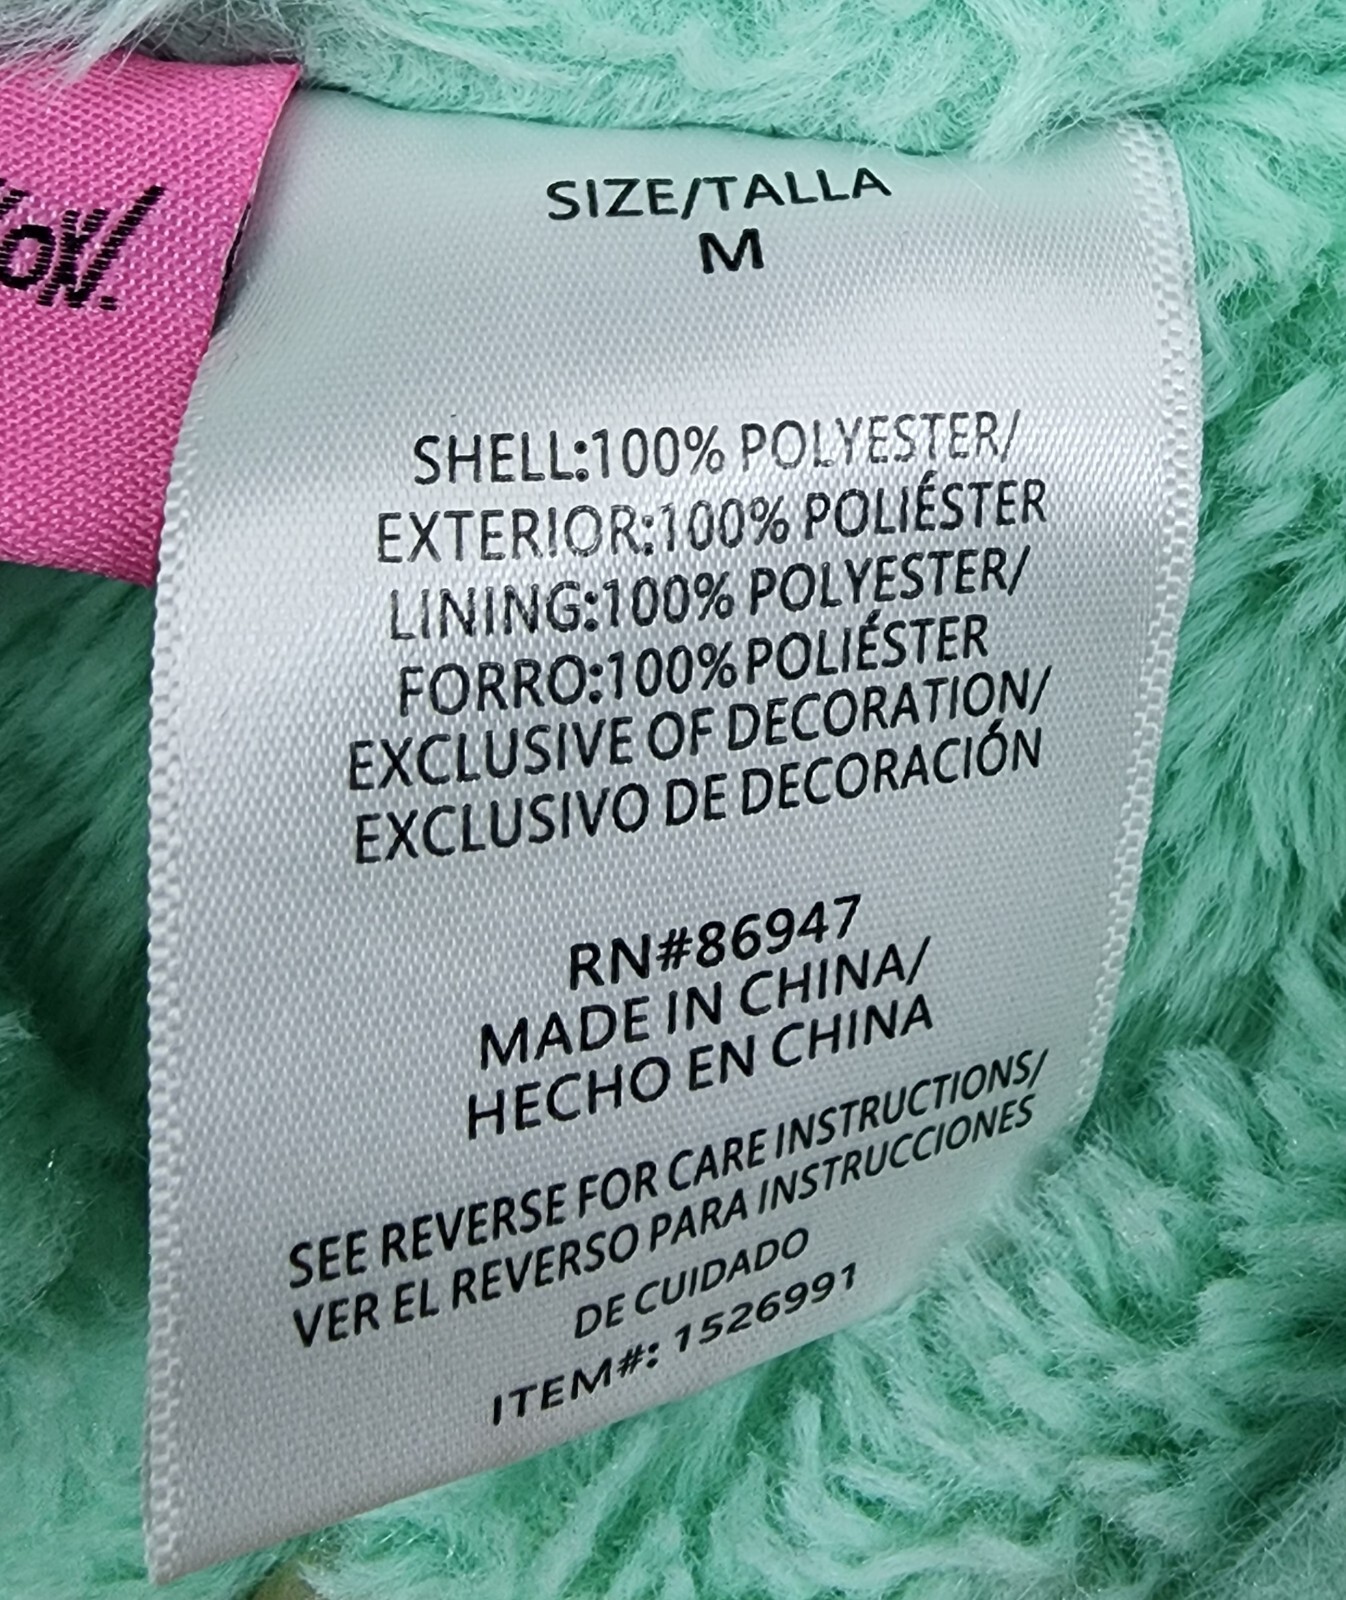 SIZE/TALLA
M
SHELL:100% POLYESTER/
EXTERIOR:100% POLIÉSTER
LINING:100% POLYESTER/
FORRO:100% POLIÉSTER
EXCLUSIVE OF DECORATION/
EXCLUSIVO DE DECORACIÓN
RN#86947
MADE IN CHINA/
HECHO EN CHINA
SEE REVERSE FOR CARE INSTRUCTIONS/
VER EL REVERSO PARA INSTRUCCIONES
DE CUIDADO
ITEM#: 1526991